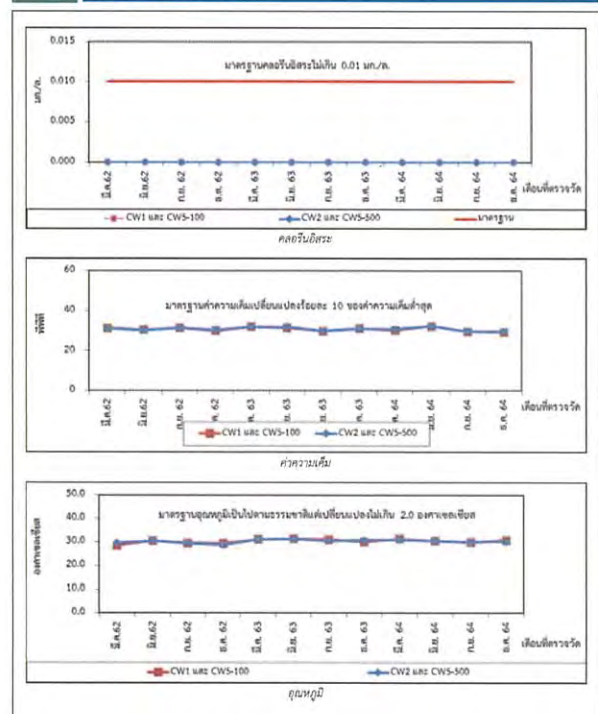 0.015
มาตรฐานคลอรีนอิสระไม่เกิน 0.01 มก./ล.
0.010
มก./ล.
0.005
0.000
มี.ค.62
มิ.ย.62
ก.ย. 62
ธ.ค. 62
มี.ค. 63
มิ.ย. 63
ก.ย. 63
ธ.ค. 63
มี.ค. 64
มิ.ย. 64
ก.ย. 64
ธ.ค. 64
เดือนที่ตรวจวัด
CW1 และ CW5-100
CW2 และ CW5-500
มาตรฐาน
คลอรีนอิสระ
60
มาตรฐานค่าความเค็มเปลี่ยนแปลงร้อยละ 10 ของค่าความเค็มต่ำสุด
40
พีพีที
20
0
มี.ค.62
มิ.ย.62
ก.ย. 62
ค. 62
ค. 63
ย. 63
ย. 63
ค. 63
ค. 64
มิ.ย. 64
ก.ย. 64
ธ.ค. 64
เดือนที่ตรวจวัด
CW1 และ CW5-100
CW2 และ CW5-500
ค่าความเค็ม
50.0
มาตรฐานอุณหภูมิเป็นไปตามธรรมชาติแต่เปลี่ยนแปลงไม่เกิน 2.0 องศาเซลเซียส
40.0
องศาเซลเซียส
30.0
20.0
10.0
0.0
มี.ค.62
มิ.ย.62
ก.ย. 62
ธ.ค. 62
มี.ค. 63
มิ.ย. 63
ก.ย. 63
ธ.ค. 63
มี.ค. 64
มิ.ย. 64
ก.ย. 64
ธ.ค. 64
เดือนที่ตรวจวัด
CW1 และ CW5-100
CW2 และ CW5-500
อุณหภูมิ